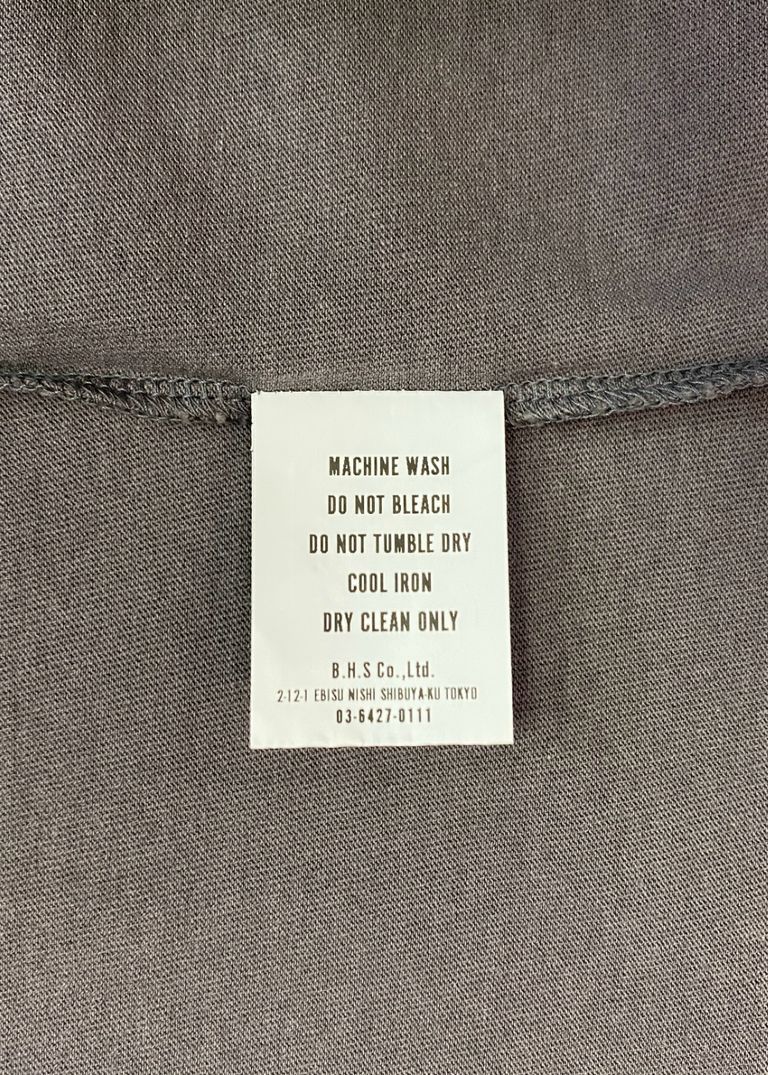 MACHINE WASH
DO NOT BLEACH
DO NOT TUMBLE DRY
COOL IRON
DRY CLEAN ONLY
B.H.S Co.,Ltd.
2-12-1 EBISU NISHI SHIBUYA-KU TOKYO
03-6427-0111